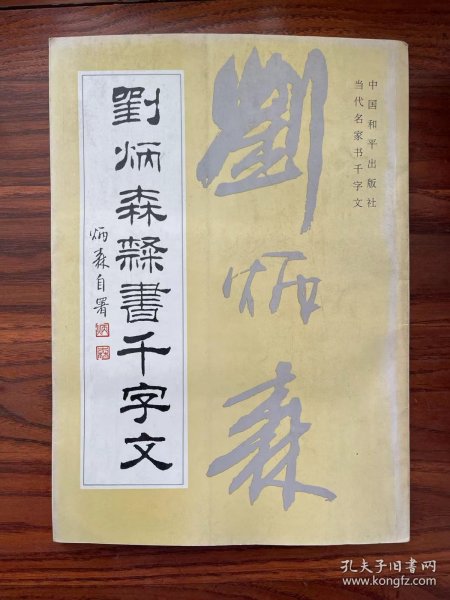 中国和平出版社
当代名家书千字文
劉炳森
劉炳森隸書千字文
炳森自署
孔夫子旧书网
www.kongfz.com